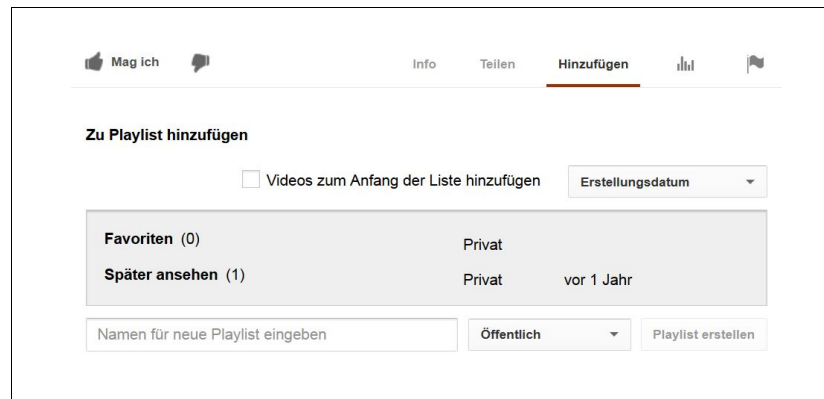 Mag ich Info Teilen Hinzufügen
Zu Playlist hinzufügen
Videos zum Anfang der Liste hinzufügen Erstellungsdatum
Favoriten (0) Privat
Später ansehen (1) Privat vor 1 Jahr
Namen für neue Playlist eingeben Öffentlich Playlist erstellen